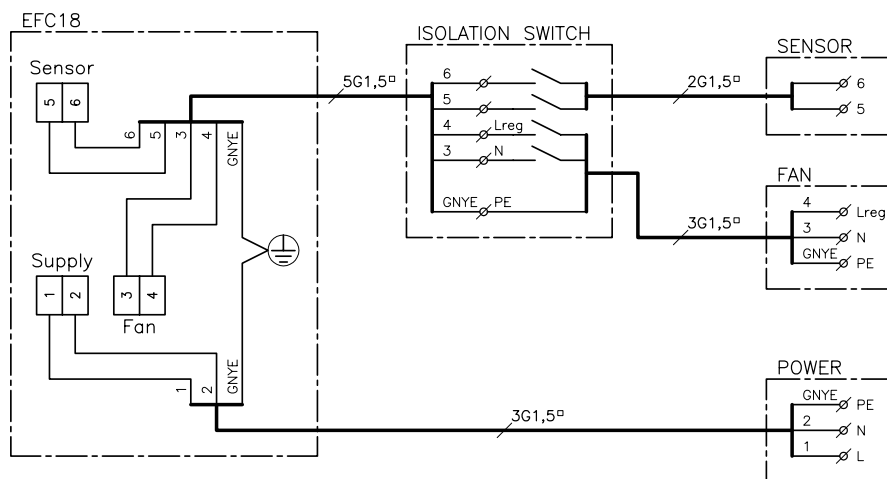 EFC18
Sensor
5 6
6 5 3 4 GNYE
Supply
1 2
3 4
Fan
1 2 GNYE
5G1,5□
ISOLATION SWITCH
6
5
4 Lreg
3 N
GNYE PE
2G1,5□
SENSOR
6
5
3G1,5□
FAN
4 Lreg
3 N
GNYE PE
3G1,5□
POWER
GNYE PE
2 N
1 L